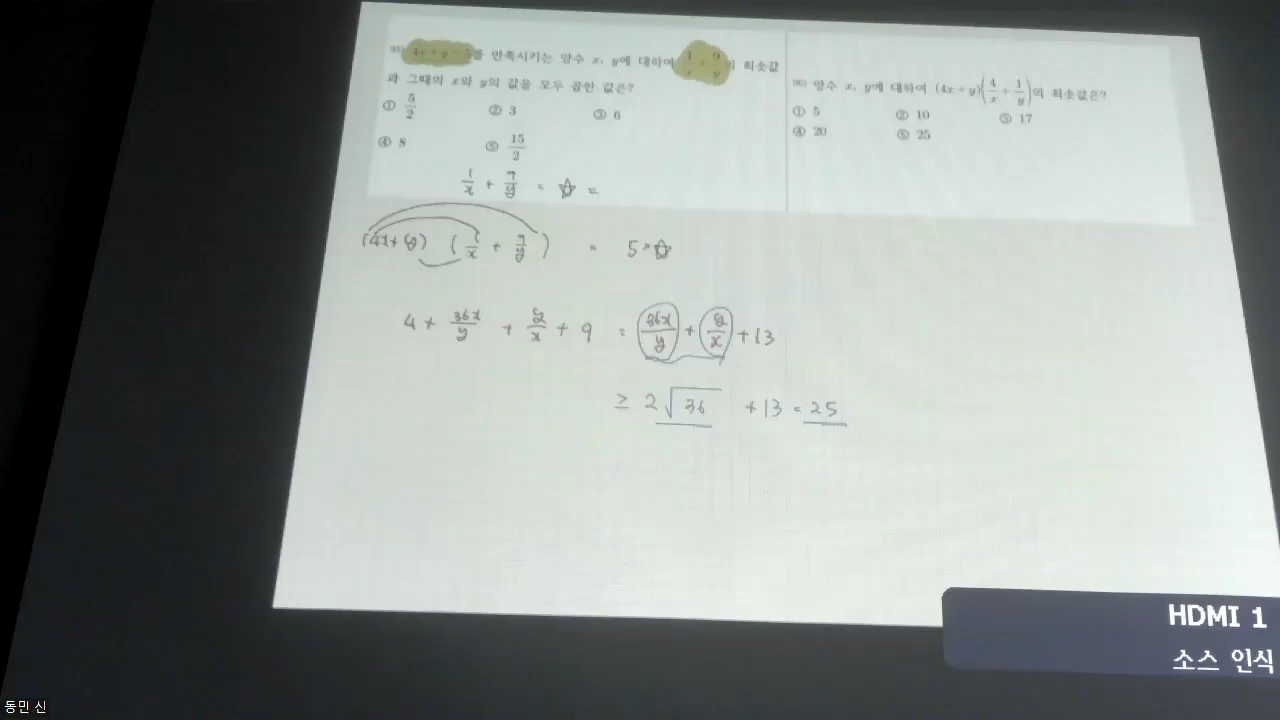 95) 4x + y = 5를 만족시키는 양수 x, y에 대하여 1/x + 9/y의 최솟값
과 그때의 x와 y의 값을 모두 곱한 값은?
① 5/2 ② 3 ③ 6
④ 8 ⑤ 15/2
96) 양수 x, y에 대하여 (4x+y)(4/x + 1/y)의 최솟값은?
① 5 ② 10 ③ 17
④ 20 ⑤ 25
1/x + 9/y = ☆ =
(4x+y) (1/x + 9/y) = 5×☆
4 + 36x/y + y/x + 9 = 36x/y + y/x + 13
≥ 2√36 + 13 = 25
HDMI 1
소스 인식
동민 신